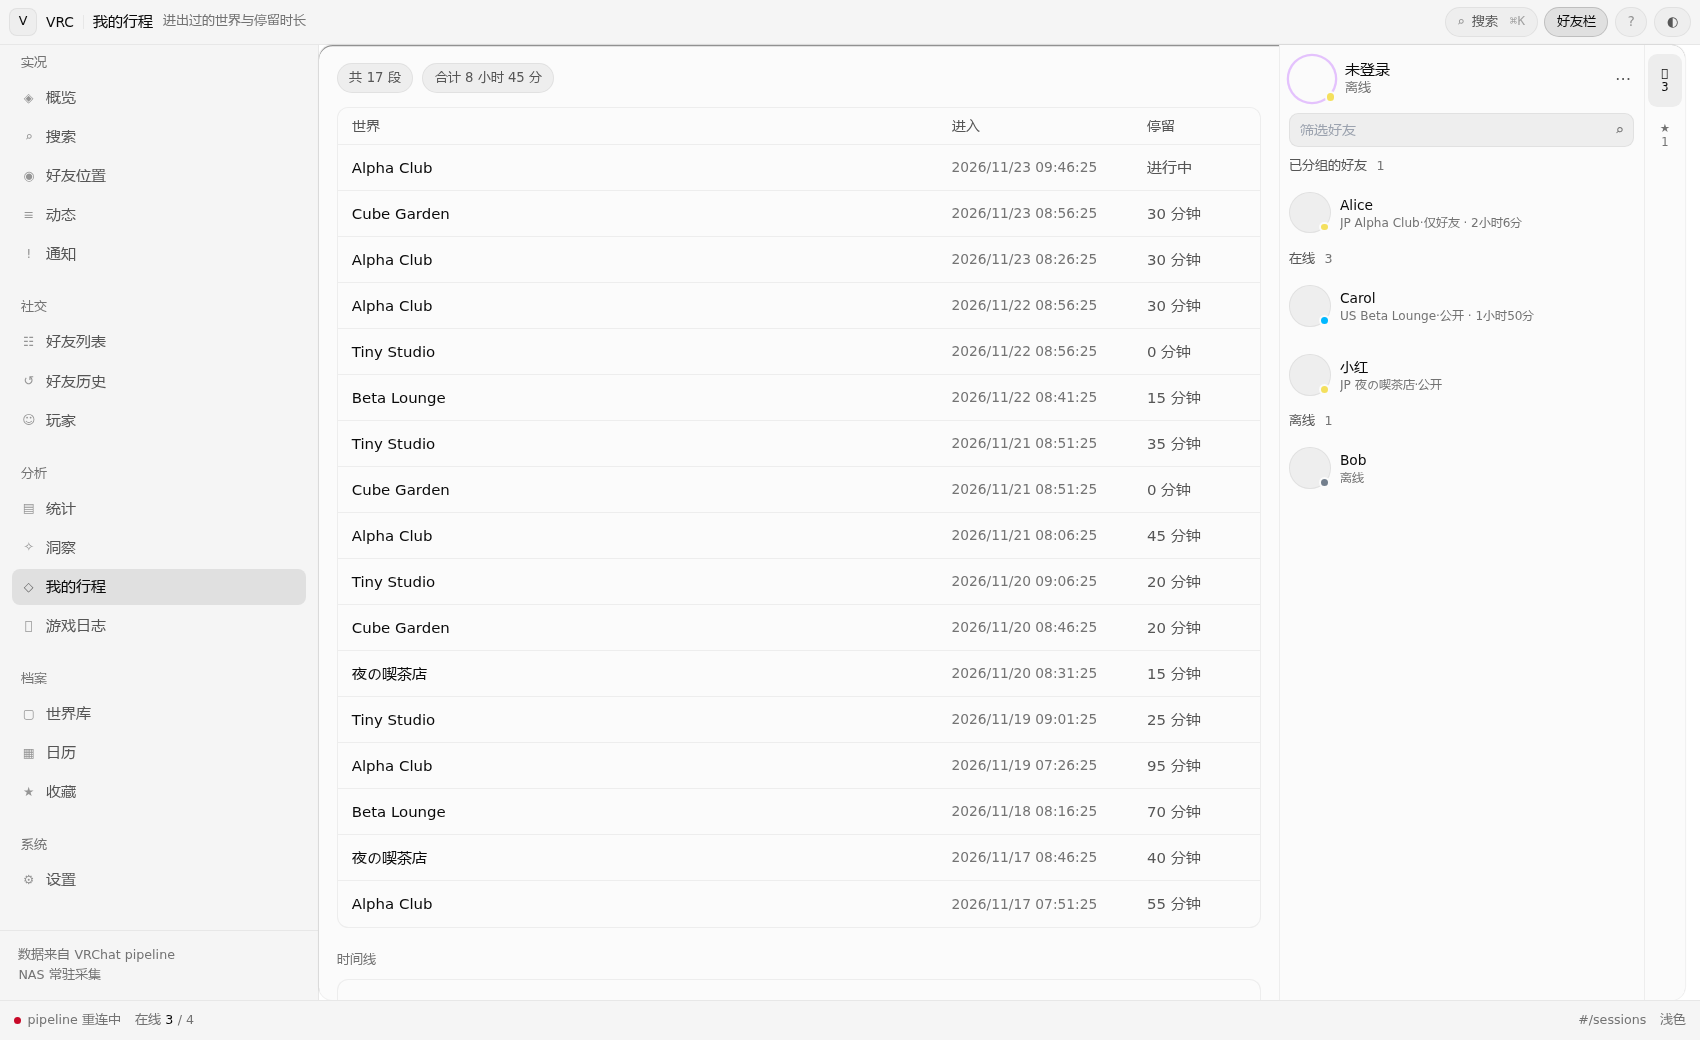 V VRC 我的行程 进出过的世界与停留时长
搜索 ⌘K 好友栏 ?
实况
概览
搜索
好友位置
动态
通知
社交
好友列表
好友历史
玩家
分析
统计
洞察
我的行程
游戏日志
档案
世界库
日历
收藏
系统
设置
数据来自 VRChat pipeline
NAS 常驻采集
共 17 段 合计 8 小时 45 分
世界 进入 停留
Alpha Club 2026/11/23 09:46:25 进行中
Cube Garden 2026/11/23 08:56:25 30 分钟
Alpha Club 2026/11/23 08:26:25 30 分钟
Alpha Club 2026/11/22 08:56:25 30 分钟
Tiny Studio 2026/11/22 08:56:25 0 分钟
Beta Lounge 2026/11/22 08:41:25 15 分钟
Tiny Studio 2026/11/21 08:51:25 35 分钟
Cube Garden 2026/11/21 08:51:25 0 分钟
Alpha Club 2026/11/21 08:06:25 45 分钟
Tiny Studio 2026/11/20 09:06:25 20 分钟
Cube Garden 2026/11/20 08:46:25 20 分钟
夜の喫茶店 2026/11/20 08:31:25 15 分钟
Tiny Studio 2026/11/19 09:01:25 25 分钟
Alpha Club 2026/11/19 07:26:25 95 分钟
Beta Lounge 2026/11/18 08:16:25 70 分钟
夜の喫茶店 2026/11/17 08:46:25 40 分钟
Alpha Club 2026/11/17 07:51:25 55 分钟
时间线
未登录
离线
…
筛选好友
已分组的好友 1
Alice
JP Alpha Club·仅好友 · 2小时6分
在线 3
Carol
US Beta Lounge·公开 · 1小时50分
小红
JP 夜の喫茶店·公开
离线 1
Bob
离线
3
★
1
pipeline 重连中 在线 3 / 4
#/sessions 浅色